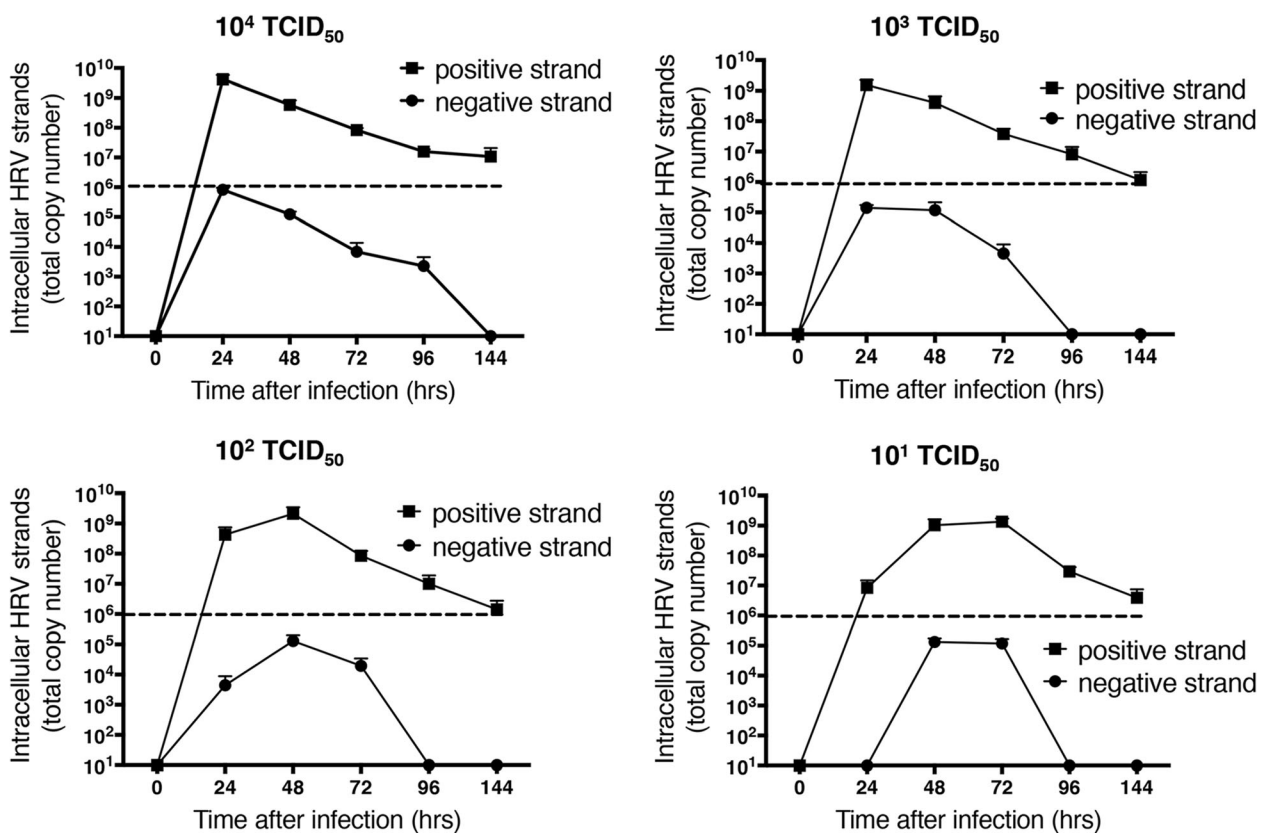 10⁴ TCID₅₀
positive strand
negative strand
Intracellular HRV strands
(total copy number)
10¹⁰
10⁹
10⁸
10⁷
10⁶
10⁵
10⁴
10³
10²
10¹
0 24 48 72 96 144
Time after infection (hrs)
10³ TCID₅₀
positive strand
negative strand
Intracellular HRV strands
(total copy number)
10¹⁰
10⁹
10⁸
10⁷
10⁶
10⁵
10⁴
10³
10²
10¹
0 24 48 72 96 144
Time after infection (hrs)
10² TCID₅₀
positive strand
negative strand
Intracellular HRV strands
(total copy number)
10¹⁰
10⁹
10⁸
10⁷
10⁶
10⁵
10⁴
10³
10²
10¹
0 24 48 72 96 144
Time after infection (hrs)
10¹ TCID₅₀
Intracellular HRV strands
(total copy number)
10¹⁰
10⁹
10⁸
10⁷
10⁶
10⁵
10⁴
10³
10²
10¹
positive strand
negative strand
0 24 48 72 96 144
Time after infection (hrs)